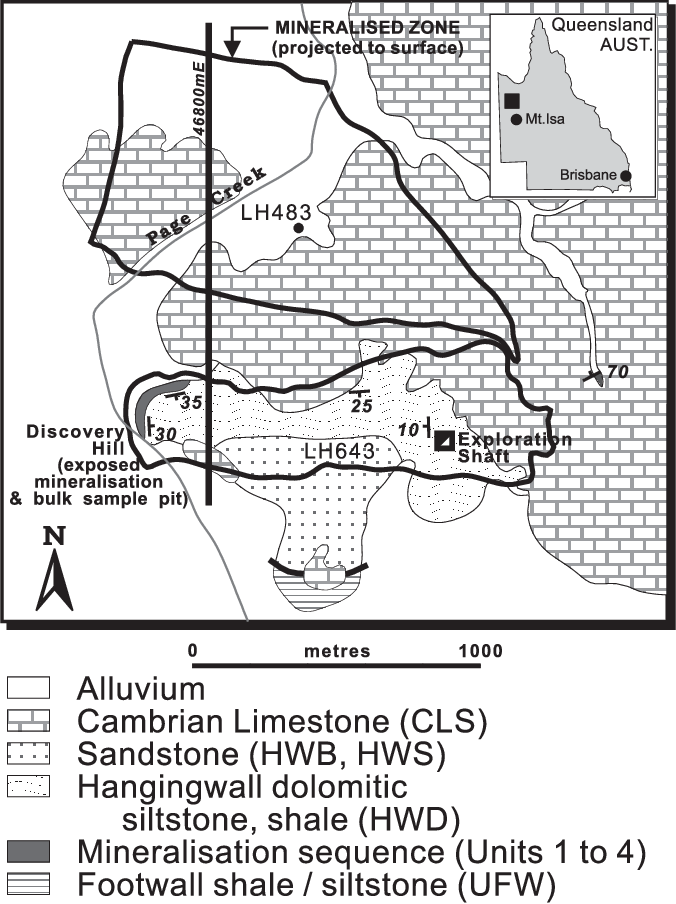 MINERALISED ZONE
(projected to surface)
Queensland
AUST.
Mt.Isa
Brisbane
46800mE
Page Creek
LH483
70
35
25
30
10
Exploration
Shaft
LH643
Discovery
Hill
(exposed
mineralisation
& bulk sample pit)
N
0 metres 1000
Alluvium
Cambrian Limestone (CLS)
Sandstone (HWB, HWS)
Hangingwall dolomitic
siltstone, shale (HWD)
Mineralisation sequence (Units 1 to 4)
Footwall shale / siltstone (UFW)